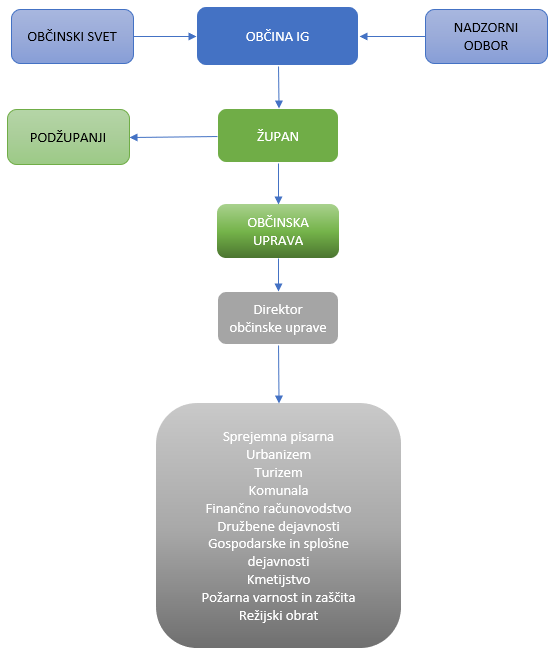 OBČINSKI SVET
OBČINA IG
NADZORNI
ODBOR
PODŽUPANJI
ŽUPAN
OBČINSKA
UPRAVA
Direktor
občinske uprave
Sprejemna pisarna
Urbanizem
Turizem
Komunala
Finančno računovodstvo
Družbene dejavnosti
Gospodarske in splošne
dejavnosti
Kmetijstvo
Požarna varnost in zaščita
Režijski obrat